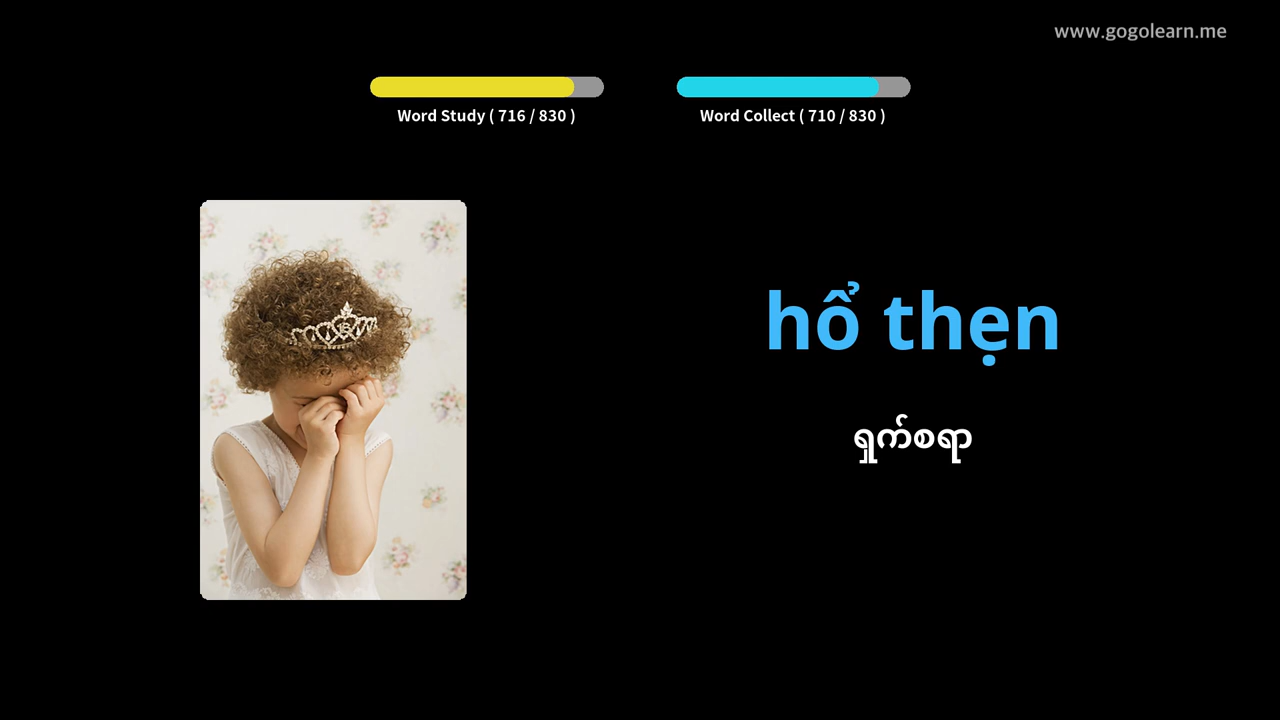 www.gogolearn.me
Word Study ( 716 / 830 )
Word Collect ( 710 / 830 )
hổ thẹn
ရှက်စရာ